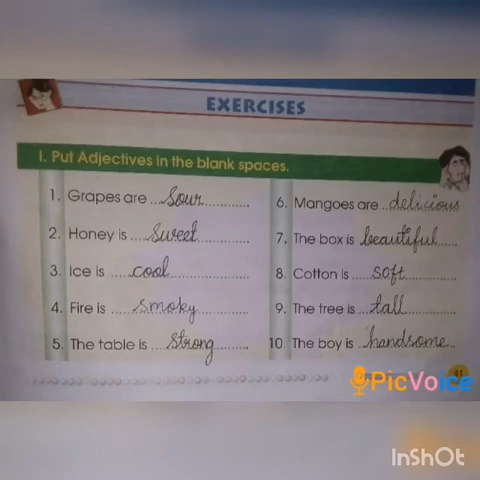 EXERCISES
I. Put Adjectives in the blank spaces.
1. Grapes are ...sour............
2. Honey is .....sweet............
3. Ice is .....cool..................
4. Fire is ......smoky............
5. The table is .....strong........
6. Mangoes are ..delicious
7. The box is beautiful.....
8. Cotton is ...soft..............
9. The tree is ..tall..............
10. The boy is ..handsome...
41
PicVoice
InShOt